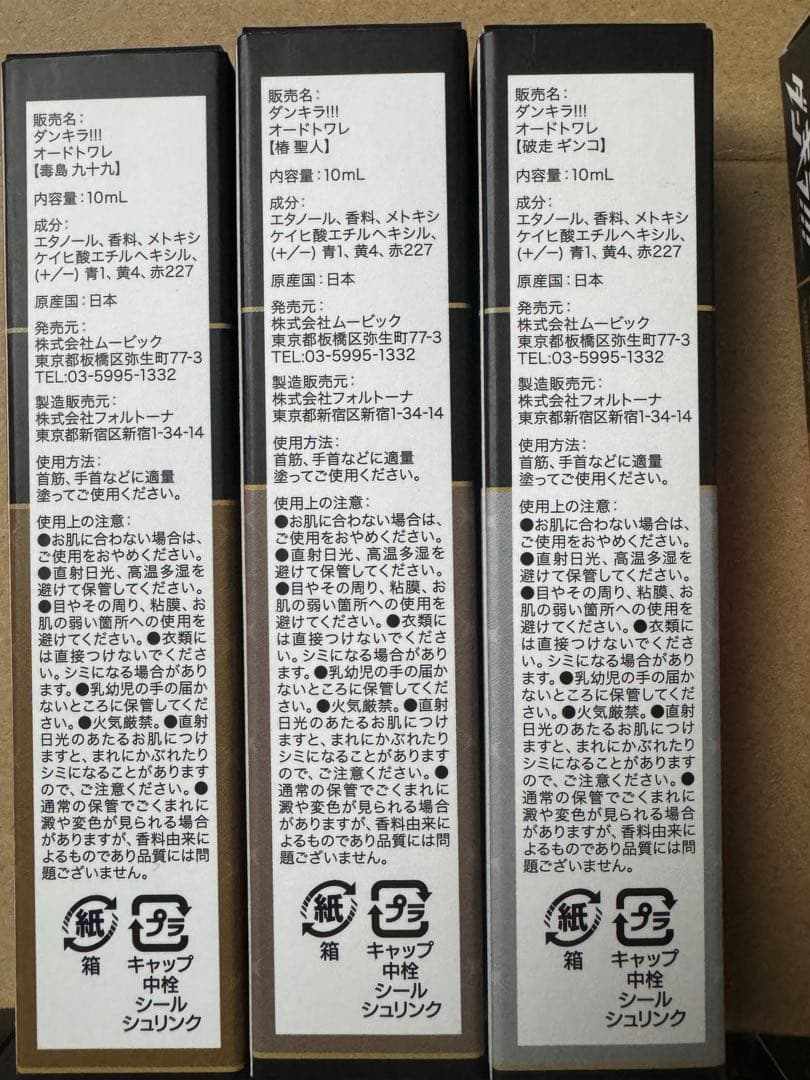 販売名:
ダンキラ!!!
オードトワレ
【毒島 九十九】
内容量:10mL
成分:
エタノール、香料、メトキシ
ケイヒ酸エチルヘキシル、
(+/−) 青1、黄4、赤227
原産国:日本
発売元:
株式会社ムービック
東京都板橋区弥生町77-3
TEL:03-5995-1332
製造販売元:
株式会社フォルトーナ
東京都新宿区新宿1-34-14
使用方法:
首筋、手首などに適量
塗ってご使用ください。
使用上の注意:
●お肌に合わない場合は、
ご使用をおやめください。
●直射日光、高温多湿を
避けて保管してください。
●目やその周り、粘膜、お
肌の弱い箇所への使用を
避けてください。●衣類に
は直接つけないでくださ
い。シミになる場合があり
ます。●乳幼児の手の届か
ないところに保管してくだ
さい。●火気厳禁。●直射
日光のあたるお肌につけ
ますと、まれにかぶれたり
シミになることがあります
ので、ご注意ください。●
通常の保管でごくまれに
澱や変色が見られる場合
がありますが、香料由来に
よるものであり品質には問
題ございません。
紙
箱
プラ
キャップ
中栓
シール
シュリンク
販売名:
ダンキラ!!!
オードトワレ
【椿 聖人】
内容量:10mL
成分:
エタノール、香料、メトキシ
ケイヒ酸エチルヘキシル、
(+/−) 青1、黄4、赤227
原産国:日本
発売元:
株式会社ムービック
東京都板橋区弥生町77-3
TEL:03-5995-1332
製造販売元:
株式会社フォルトーナ
東京都新宿区新宿1-34-14
使用方法:
首筋、手首などに適量
塗ってご使用ください。
使用上の注意:
●お肌に合わない場合は、
ご使用をおやめください。
●直射日光、高温多湿を
避けて保管してください。
●目やその周り、粘膜、お
肌の弱い箇所への使用を
避けてください。●衣類に
は直接つけないでくださ
い。シミになる場合があり
ます。●乳幼児の手の届か
ないところに保管してくだ
さい。●火気厳禁。●直射
日光のあたるお肌につけ
ますと、まれにかぶれたり
シミになることがあります
ので、ご注意ください。●
通常の保管でごくまれに
澱や変色が見られる場合
がありますが、香料由来に
よるものであり品質には問
題ございません。
紙
箱
プラ
キャップ
中栓
シール
シュリンク
販売名:
ダンキラ!!!
オードトワレ
【破走 ギンコ】
内容量:10mL
成分:
エタノール、香料、メトキシ
ケイヒ酸エチルヘキシル、
(+/−) 青1、黄4、赤227
原産国:日本
発売元:
株式会社ムービック
東京都板橋区弥生町77-3
TEL:03-5995-1332
製造販売元:
株式会社フォルトーナ
東京都新宿区新宿1-34-14
使用方法:
首筋、手首などに適量
塗ってご使用ください。
使用上の注意:
●お肌に合わない場合は、
ご使用をおやめください。
●直射日光、高温多湿を
避けて保管してください。
●目やその周り、粘膜、お
肌の弱い箇所への使用を
避けてください。●衣類に
は直接つけないでくださ
い。シミになる場合があり
ます。●乳幼児の手の届か
ないところに保管してくだ
さい。●火気厳禁。●直射
日光のあたるお肌につけ
ますと、まれにかぶれたり
シミになることがあります
ので、ご注意ください。●
通常の保管でごくまれに
澱や変色が見られる場合
がありますが、香料由来に
よるものであり品質には問
題ございません。
紙
箱
プラ
キャップ
中栓
シール
シュリンク
ダンキラ!!!